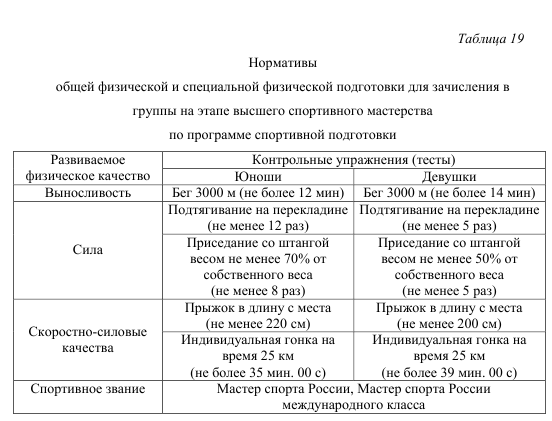 Таблица 19
Нормативы
общей физической и специальной физической подготовки для зачисления в
группы на этапе высшего спортивного мастерства
по программе спортивной подготовки
Развиваемое
физическое качество
Контрольные упражнения (тесты)
Юноши
Девушки
Выносливость
Бег 3000 м (не более 12 мин)
Бег 3000 м (не более 14 мин)
Сила
Подтягивание на перекладине
(не менее 12 раз)
Подтягивание на перекладине
(не менее 5 раз)
Приседание со штангой
весом не менее 70% от
собственного веса
(не менее 8 раз)
Приседание со штангой
весом не менее 50% от
собственного веса
(не менее 5 раз)
Скоростно-силовые
качества
Прыжок в длину с места
(не менее 220 см)
Прыжок в длину с места
(не менее 200 см)
Индивидуальная гонка на
время 25 км
(не более 35 мин. 00 с)
Индивидуальная гонка на
время 25 км
(не более 39 мин. 00 с)
Спортивное звание
Мастер спорта России, Мастер спорта России
международного класса